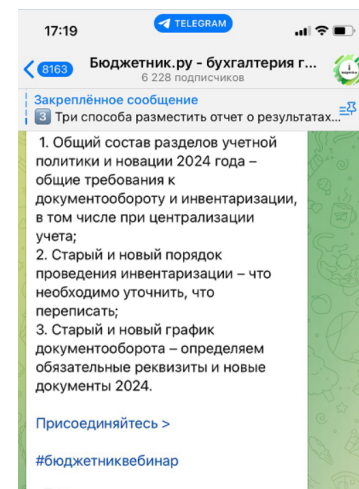 17:19
TELEGRAM
8163
Бюджетник.ру - бухгалтерия г...
6 228 подписчиков
Закреплённое сообщение
3 Три способа разместить отчет о результатах...
1. Общий состав разделов учетной
политики и новации 2024 года –
общие требования к
документообороту и инвентаризации,
в том числе при централизации
учета;
2. Старый и новый порядок
проведения инвентаризации – что
необходимо уточнить, что
переписать;
3. Старый и новый график
документооборота – определяем
обязательные реквизиты и новые
документы 2024.
Присоединяйтесь >
#бюджетниквебинар